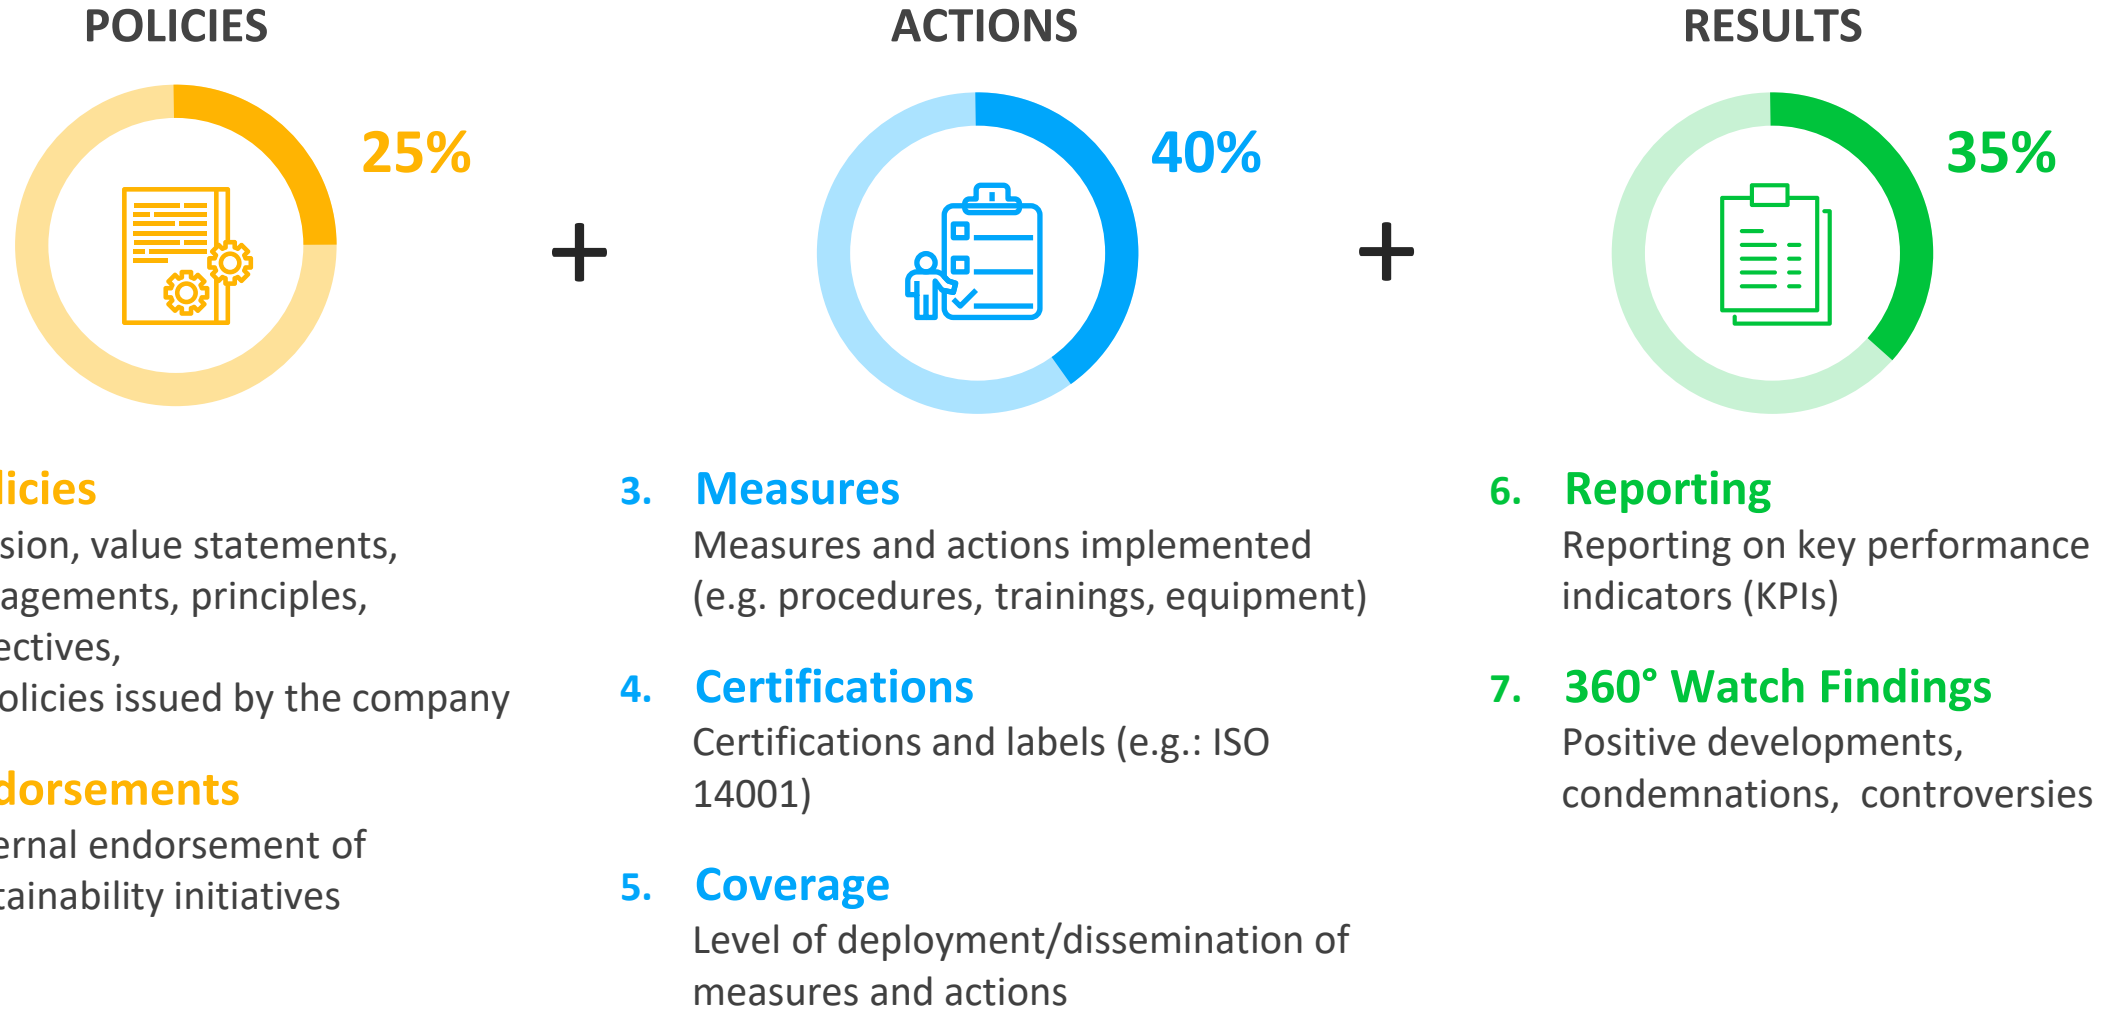 POLICIES
25%
licies
sion, value statements,
agements, principles,
ectives,
olicies issued by the company
dorsements
ernal endorsement of
tainability initiatives
+
ACTIONS
40%
3. Measures
Measures and actions implemented
(e.g. procedures, trainings, equipment)
4. Certifications
Certifications and labels (e.g.: ISO
14001)
5. Coverage
Level of deployment/dissemination of
measures and actions
+
RESULTS
35%
6. Reporting
Reporting on key performance
indicators (KPIs)
7. 360° Watch Findings
Positive developments,
condemnations, controversies